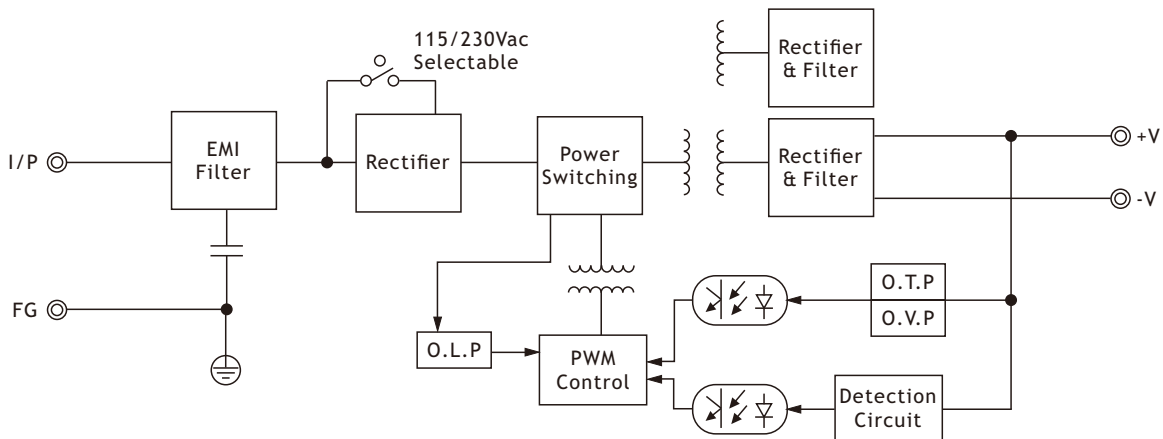 115/230Vac
Selectable
Rectifier
& Filter
I/P
EMI
Filter
Rectifier
Power
Switching
Rectifier
& Filter
+V
-V
FG
O.T.P
O.V.P
O.L.P
PWM
Control
Detection
Circuit